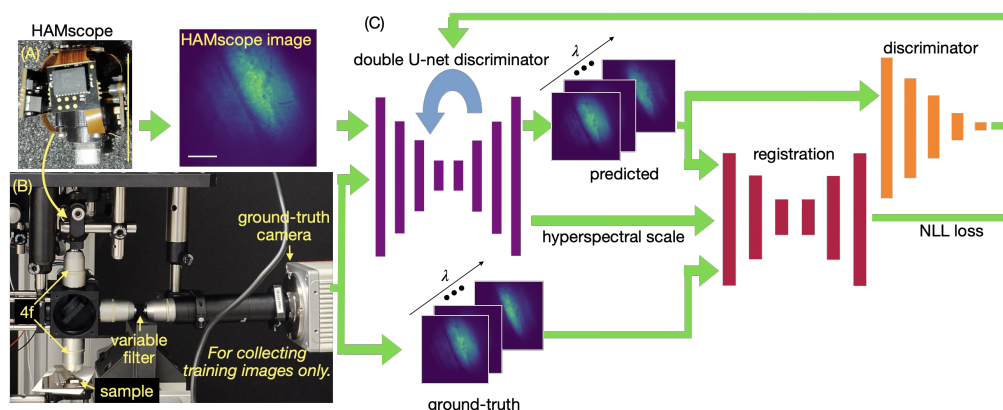 HAMscope
(A)
HAMscope image
(B)
ground-truth
camera
4f
variable
filter
For collecting
training images only.
sample
(C)
double U-net discriminator
λ
predicted
hyperspectral scale
λ
ground-truth
registration
discriminator
NLL loss